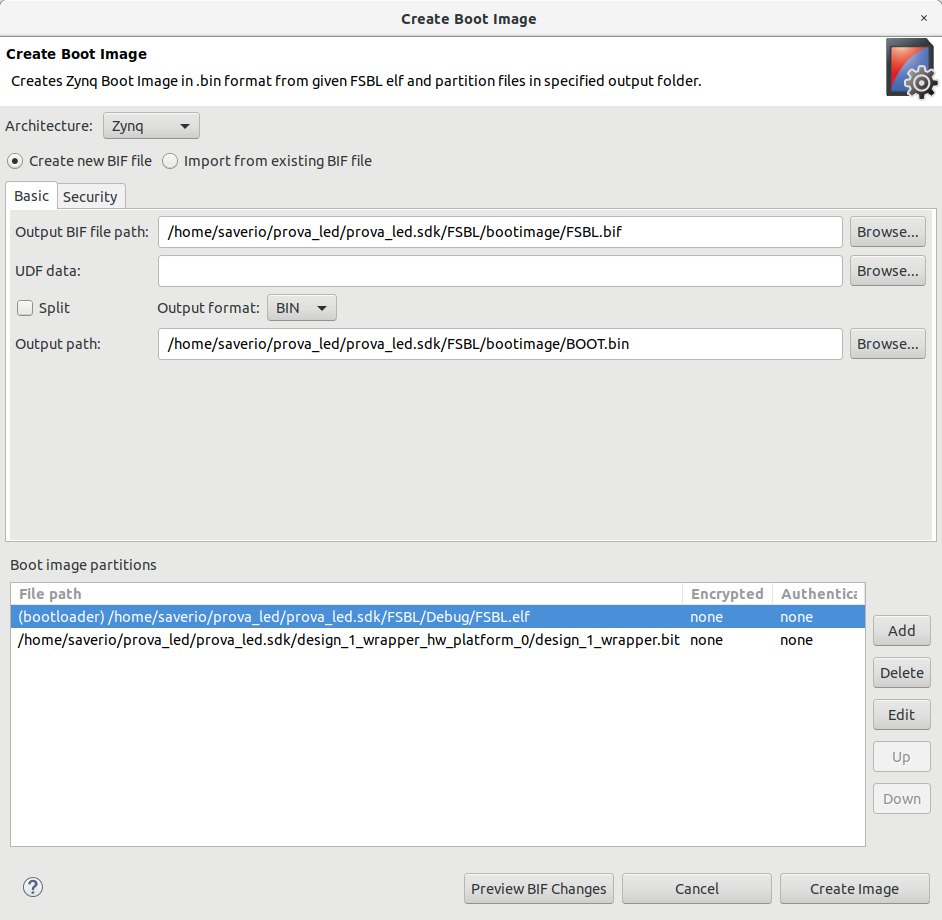 Create Boot Image
×
Create Boot Image
Creates Zynq Boot Image in .bin format from given FSBL elf and partition files in specified output folder.
Architecture: Zynq
Create new BIF file Import from existing BIF file
Basic Security
Output BIF file path: /home/saverio/prova_led/prova_led.sdk/FSBL/bootimage/FSBL.bif Browse...
UDF data: Browse...
Split Output format: BIN
Output path: /home/saverio/prova_led/prova_led.sdk/FSBL/bootimage/BOOT.bin Browse...
Boot image partitions
File path Encrypted Authentica
(bootloader) /home/saverio/prova_led/prova_led.sdk/FSBL/Debug/FSBL.elf none none
/home/saverio/prova_led/prova_led.sdk/design_1_wrapper_hw_platform_0/design_1_wrapper.bit none none
Add
Delete
Edit
Up
Down
? Preview BIF Changes Cancel Create Image